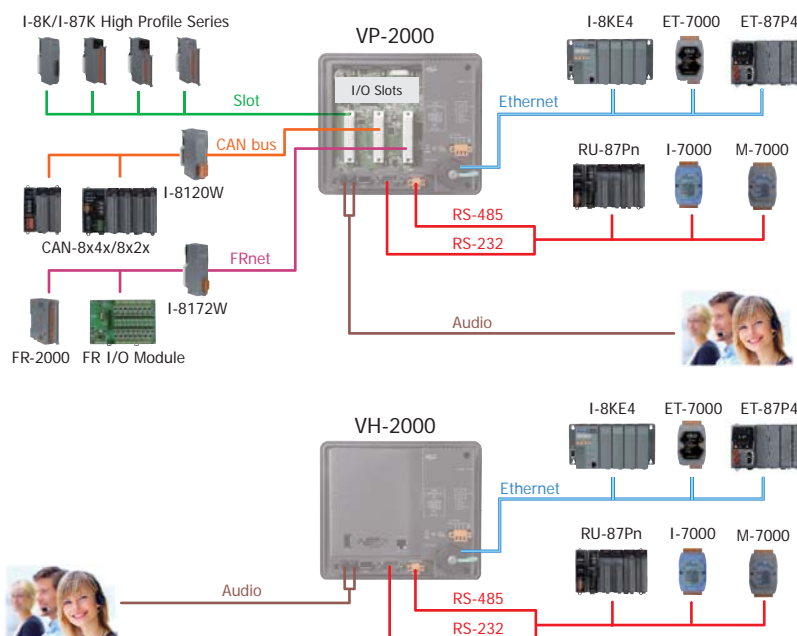 I-8K/I-87K High Profile Series
VP-2000
I-8KE4
ET-7000
ET-87P4
I/O Slots
Slot
Ethernet
CAN bus
I-8120W
RU-87Pn
I-7000
M-7000
CAN-8x4x/8x2x
RS-485
RS-232
FRnet
I-8172W
Audio
FR-2000
FR I/O Module
VH-2000
I-8KE4
ET-7000
ET-87P4
Ethernet
RU-87Pn
I-7000
M-7000
Audio
RS-485
RS-232